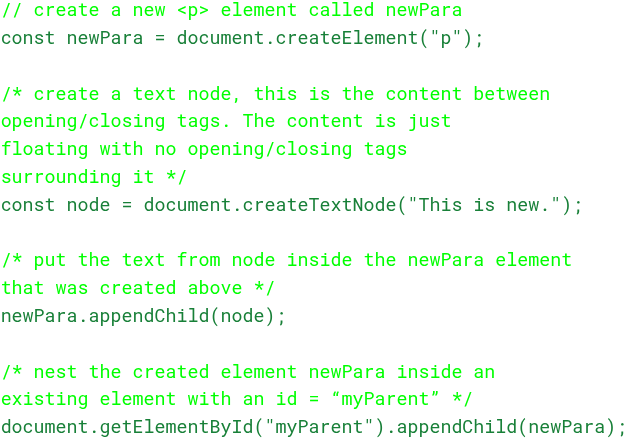 // create a new <p> element called newPara
const newPara = document.createElement("p");
/* create a text node, this is the content between
opening/closing tags. The content is just
floating with no opening/closing tags
surrounding it */
const node = document.createTextNode("This is new.");
/* put the text from node inside the newPara element
that was created above */
newPara.appendChild(node);
/* nest the created element newPara inside an
existing element with an id = “myParent” */
document.getElementById("myParent").appendChild(newPara);